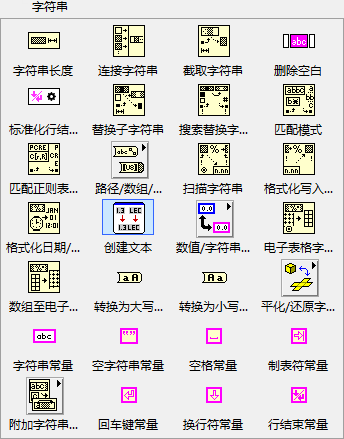 字符串
字符串长度 连接字符串 截取字符串 删除空白
标准化行结... 替换子字符串 搜索替换字... 匹配模式
匹配正则表... 路径/数组/... 扫描字符串 格式化写入...
格式化日期/... 创建文本 数值/字符串... 电子表格字...
数组至电子... 转换为大写... 转换为小写... 平化/还原字...
字符串常量 空字符串常量 空格常量 制表符常量
附加字符串... 回车键常量 换行符常量 行结束常量